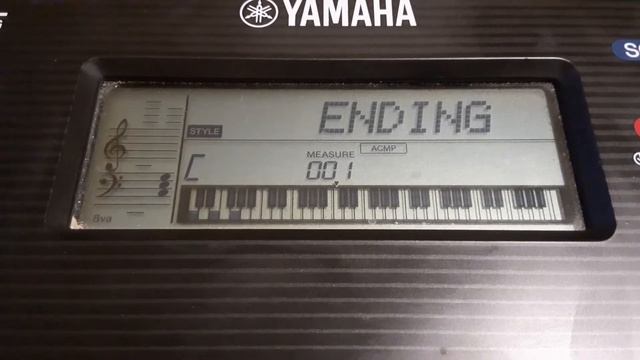 YAMAHA
ENDING
STYLE
ACMP
MEASURE
C 001
8va